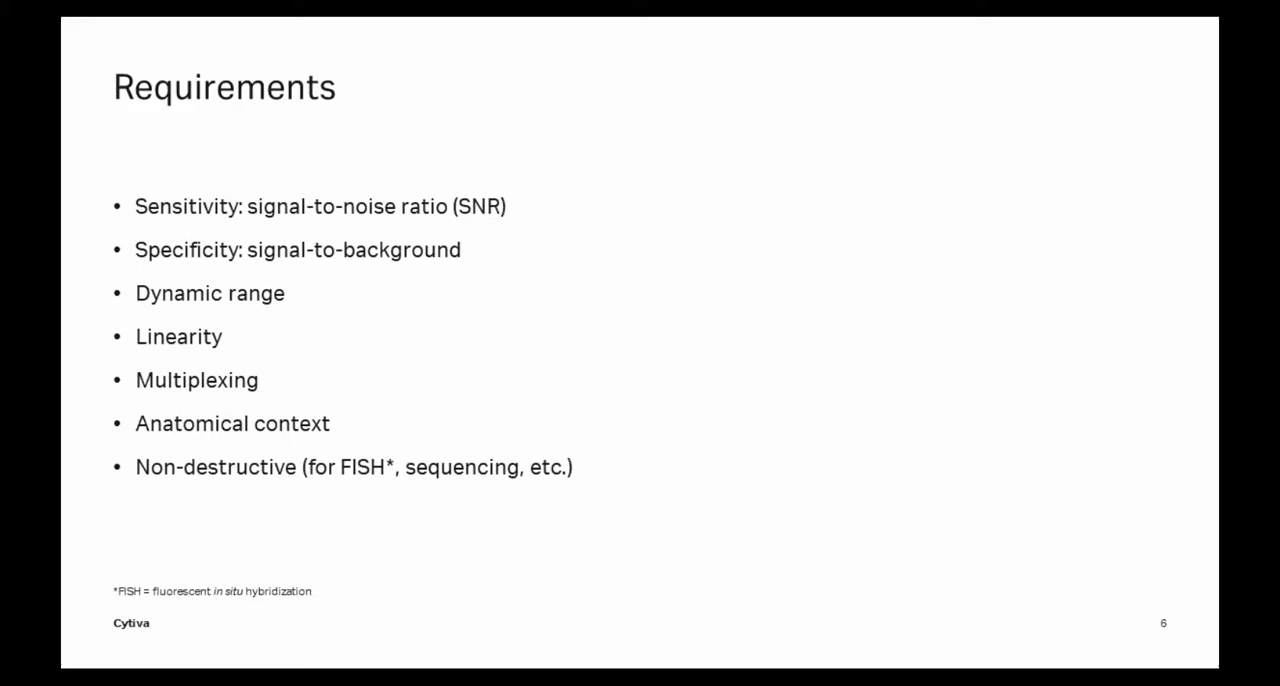 Requirements
• Sensitivity: signal-to-noise ratio (SNR)
• Specificity: signal-to-background
• Dynamic range
• Linearity
• Multiplexing
• Anatomical context
• Non-destructive (for FISH*, sequencing, etc.)
*FISH = fluorescent in situ hybridization
Cytiva
6